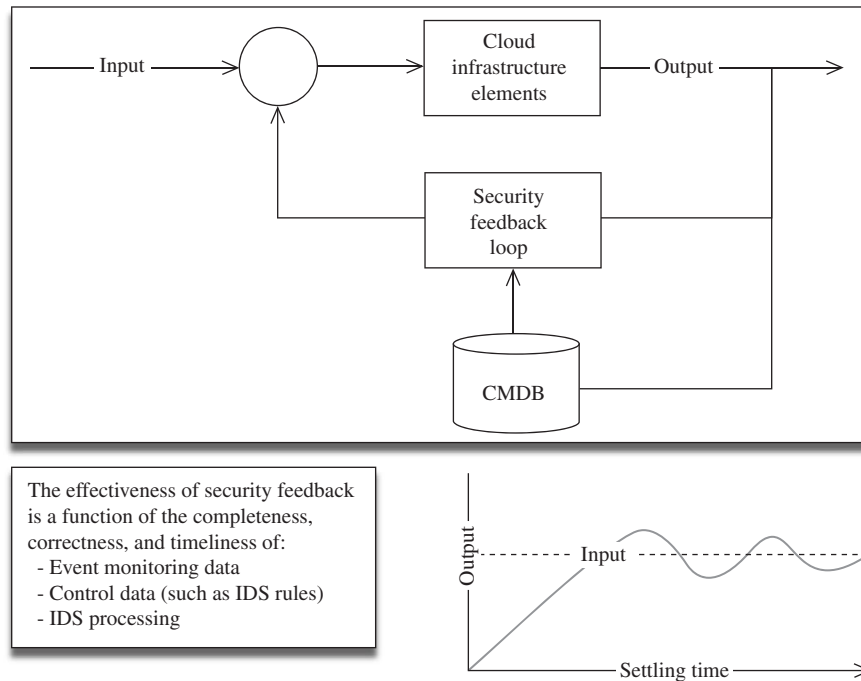 Input
Cloud
infrastructure
elements
Output
Security
feedback
loop
CMDB
The effectiveness of security feedback
is a function of the completeness,
correctness, and timeliness of:
- Event monitoring data
- Control data (such as IDS rules)
- IDS processing
Output
Input
Settling time